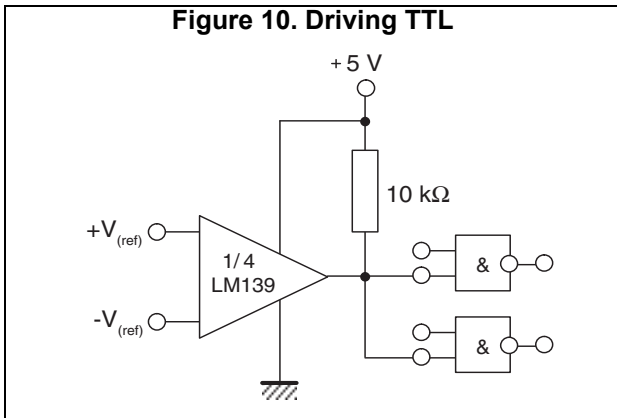 Figure 10. Driving TTL
+ 5 V
10 kΩ
+V(ref)
1/4
LM139
-V(ref)
&
&